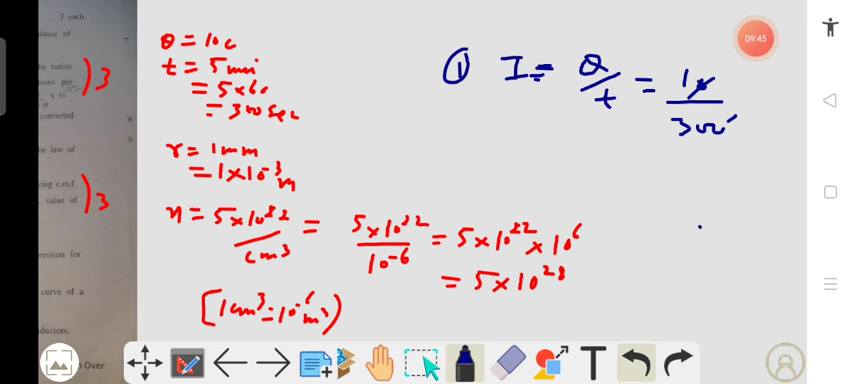 3 each
lance of
?
he radius
trons per
) 3
converted
he law of
ing e.m.f.
value of
) 3
ression for
curve of a
ductors.
Over
Q = 10 c
t = 5 min
= 5×60
= 300 sec
r = 1mm
= 1×10⁻³ m
n = 5×10²² / cm3 = 5×10²² / 10⁻⁶ = 5×10²² × 10⁶
= 5×10²⁸
[1cm³ = 10⁻⁶ m³)
① I = Q/t = 10/300
09:45
T